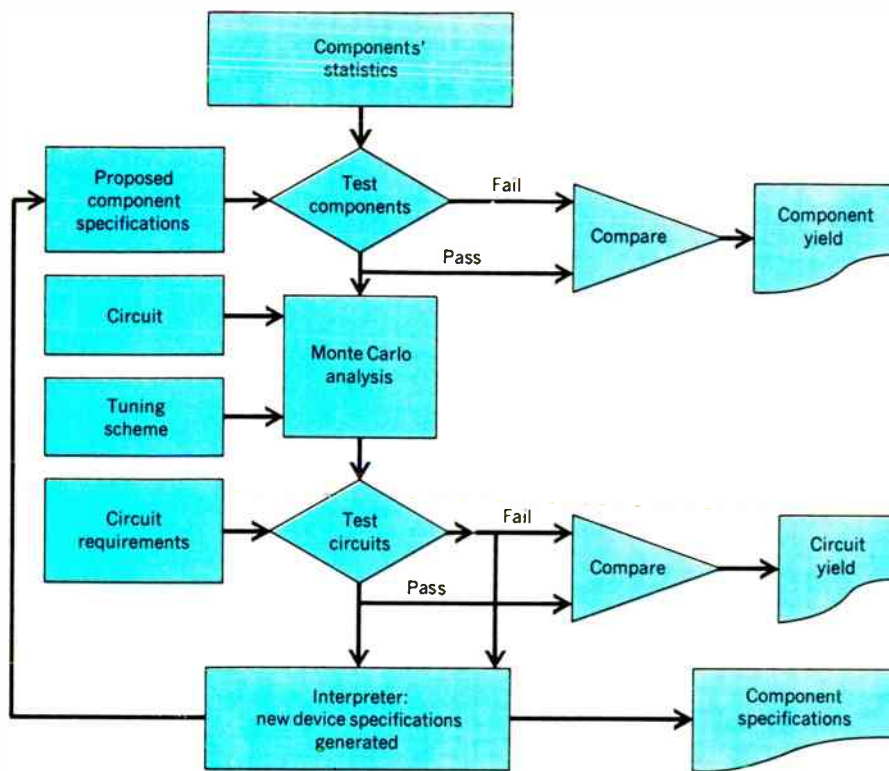 Components'
statistics
Proposed
component
specifications
Test
components
Fail
Compare
Component
yield
Pass
Circuit
Monte Carlo
analysis
Tuning
scheme
Circuit
requirements
Test
circuits
Fail
Compare
Circuit
yield
Pass
Interpreter:
new device specifications
generated
Component
specifications